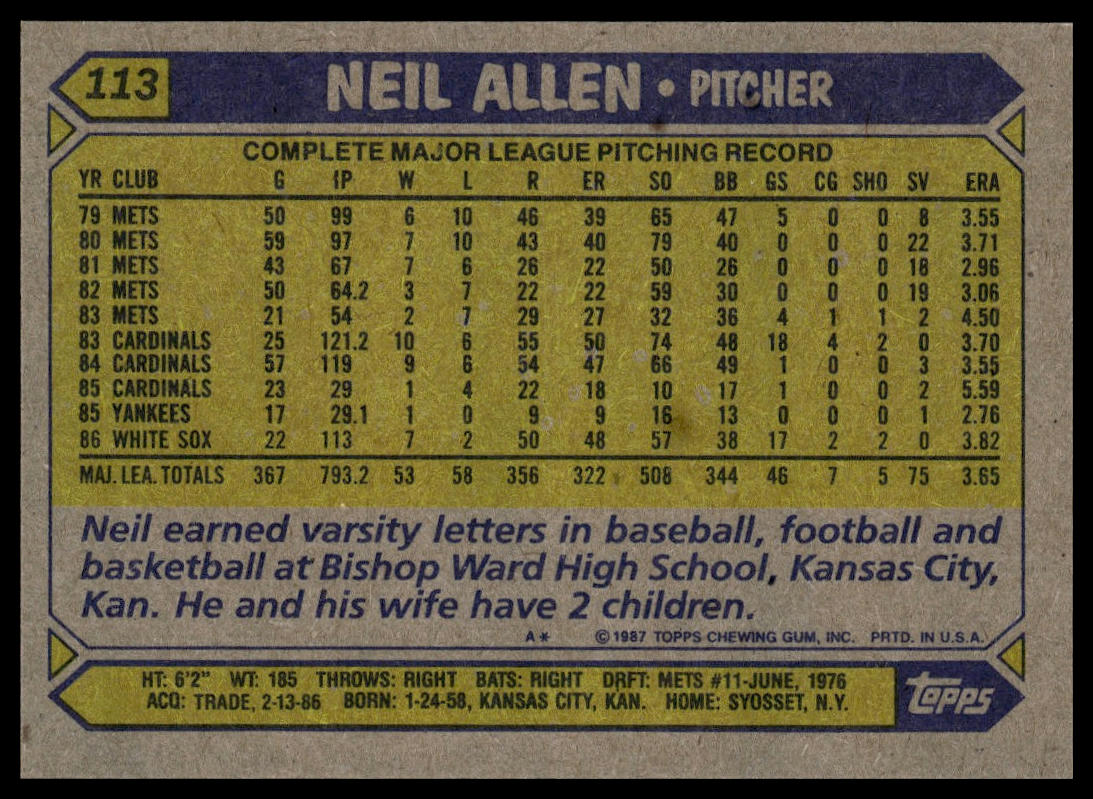 113 NEIL ALLEN • PITCHER
COMPLETE MAJOR LEAGUE PITCHING RECORD
YR CLUB G IP W L R ER SO BB GS CG SHO SV ERA
79 METS 50 99 6 10 46 39 65 47 5 0 0 8 3.55
80 METS 59 97 7 10 43 40 79 40 0 0 0 22 3.71
81 METS 43 67 7 6 26 22 50 26 0 0 0 18 2.96
82 METS 50 64.2 3 7 22 22 59 30 0 0 0 19 3.06
83 METS 21 54 2 7 29 27 32 36 4 1 1 2 4.50
83 CARDINALS 25 121.2 10 6 55 50 74 48 18 4 2 0 3.70
84 CARDINALS 57 119 9 6 54 47 66 49 1 0 0 3 3.55
85 CARDINALS 23 29 1 4 22 18 10 17 1 0 0 2 5.59
85 YANKEES 17 29.1 1 0 9 9 16 13 0 0 0 1 2.76
86 WHITE SOX 22 113 7 2 50 48 57 38 17 2 2 0 3.82
MAJ. LEA. TOTALS 367 793.2 53 58 356 322 508 344 46 7 5 75 3.65
Neil earned varsity letters in baseball, football and
basketball at Bishop Ward High School, Kansas City,
Kan. He and his wife have 2 children.
A* ©1987 TOPPS CHEWING GUM, INC. PRTD. IN U.S.A.
HT: 6'2" WT: 185 THROWS: RIGHT BATS: RIGHT DRFT: METS #11-JUNE, 1976
ACQ: TRADE, 2-13-86 BORN: 1-24-58, KANSAS CITY, KAN. HOME: SYOSSET, N.Y.
TOPPS